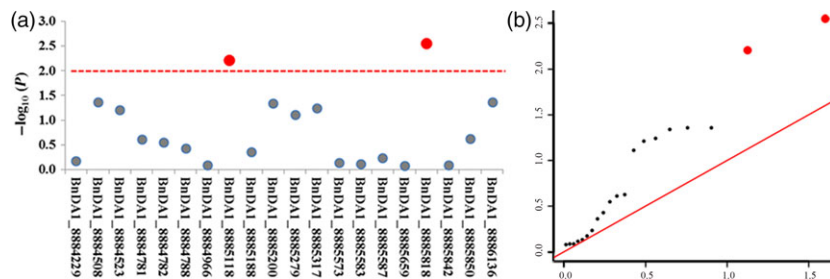 (a)
−log₁₀ (P)
3.0
2.5
2.0
1.5
1.0
0.5
0.0
BnDA1_8884229
BnDA1_8884508
BnDA1_8884523
BnDA1_8884781
BnDA1_8884782
BnDA1_8884788
BnDA1_8884966
BnDA1_8885118
BnDA1_8885188
BnDA1_8885200
BnDA1_8885279
BnDA1_8885317
BnDA1_8885573
BnDA1_8885583
BnDA1_8885587
BnDA1_8885659
BnDA1_8885818
BnDA1_8885842
BnDA1_8885850
BnDA1_8886136
(b)
2.5
2.0
1.5
1.0
0.5
0.0
0.0
0.5
1.0
1.5